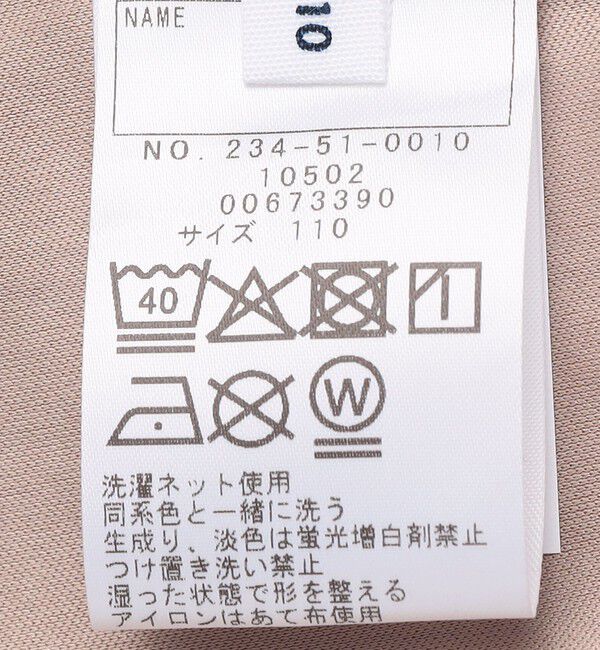 NAME
110
NO. 234-51-0010
10502
00673390
サイズ 110
40
W
洗濯ネット使用
同系色と一緒に洗う
生成り、淡色は蛍光増白剤禁止
つけ置き洗い禁止
湿った状態で形を整える
アイロンはあて布使用